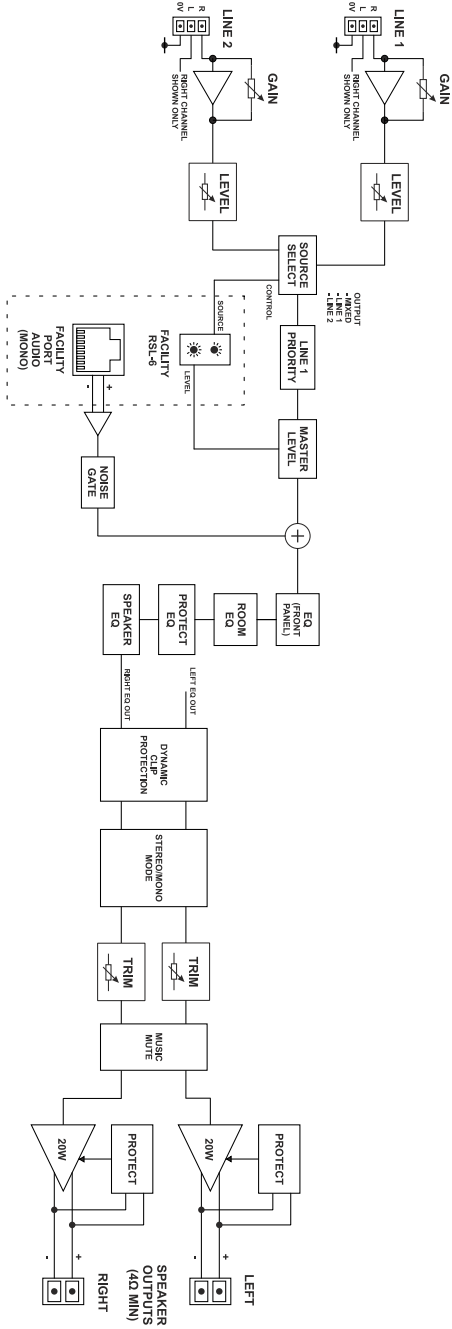 LINE 1
R
L
0V
GAIN
RIGHT CHANNEL
SHOWN ONLY
LEVEL
LINE 2
R
L
0V
GAIN
RIGHT CHANNEL
SHOWN ONLY
LEVEL
SOURCE
SELECT
OUTPUT
- MIXED
- LINE 1
- LINE 2
CONTROL
LINE 1
PRIORITY
MASTER
LEVEL
SOURCE
LEVEL
FACILITY
RSL-6
FACILITY
PORT
AUDIO
(MONO)
+
-
NOISE
GATE
+
EQ
(FRONT
PANEL)
ROOM
EQ
PROTECT
EQ
SPEAKER
EQ
LEFT EQ OUT
RIGHT EQ OUT
DYNAMIC
CLIP
PROTECTION
STEREO/MONO
MODE
TRIM
TRIM
MUSIC
MUTE
PROTECT
20W
+
-
LEFT
PROTECT
20W
+
-
RIGHT
SPEAKER
OUTPUTS
(4Ω MIN)